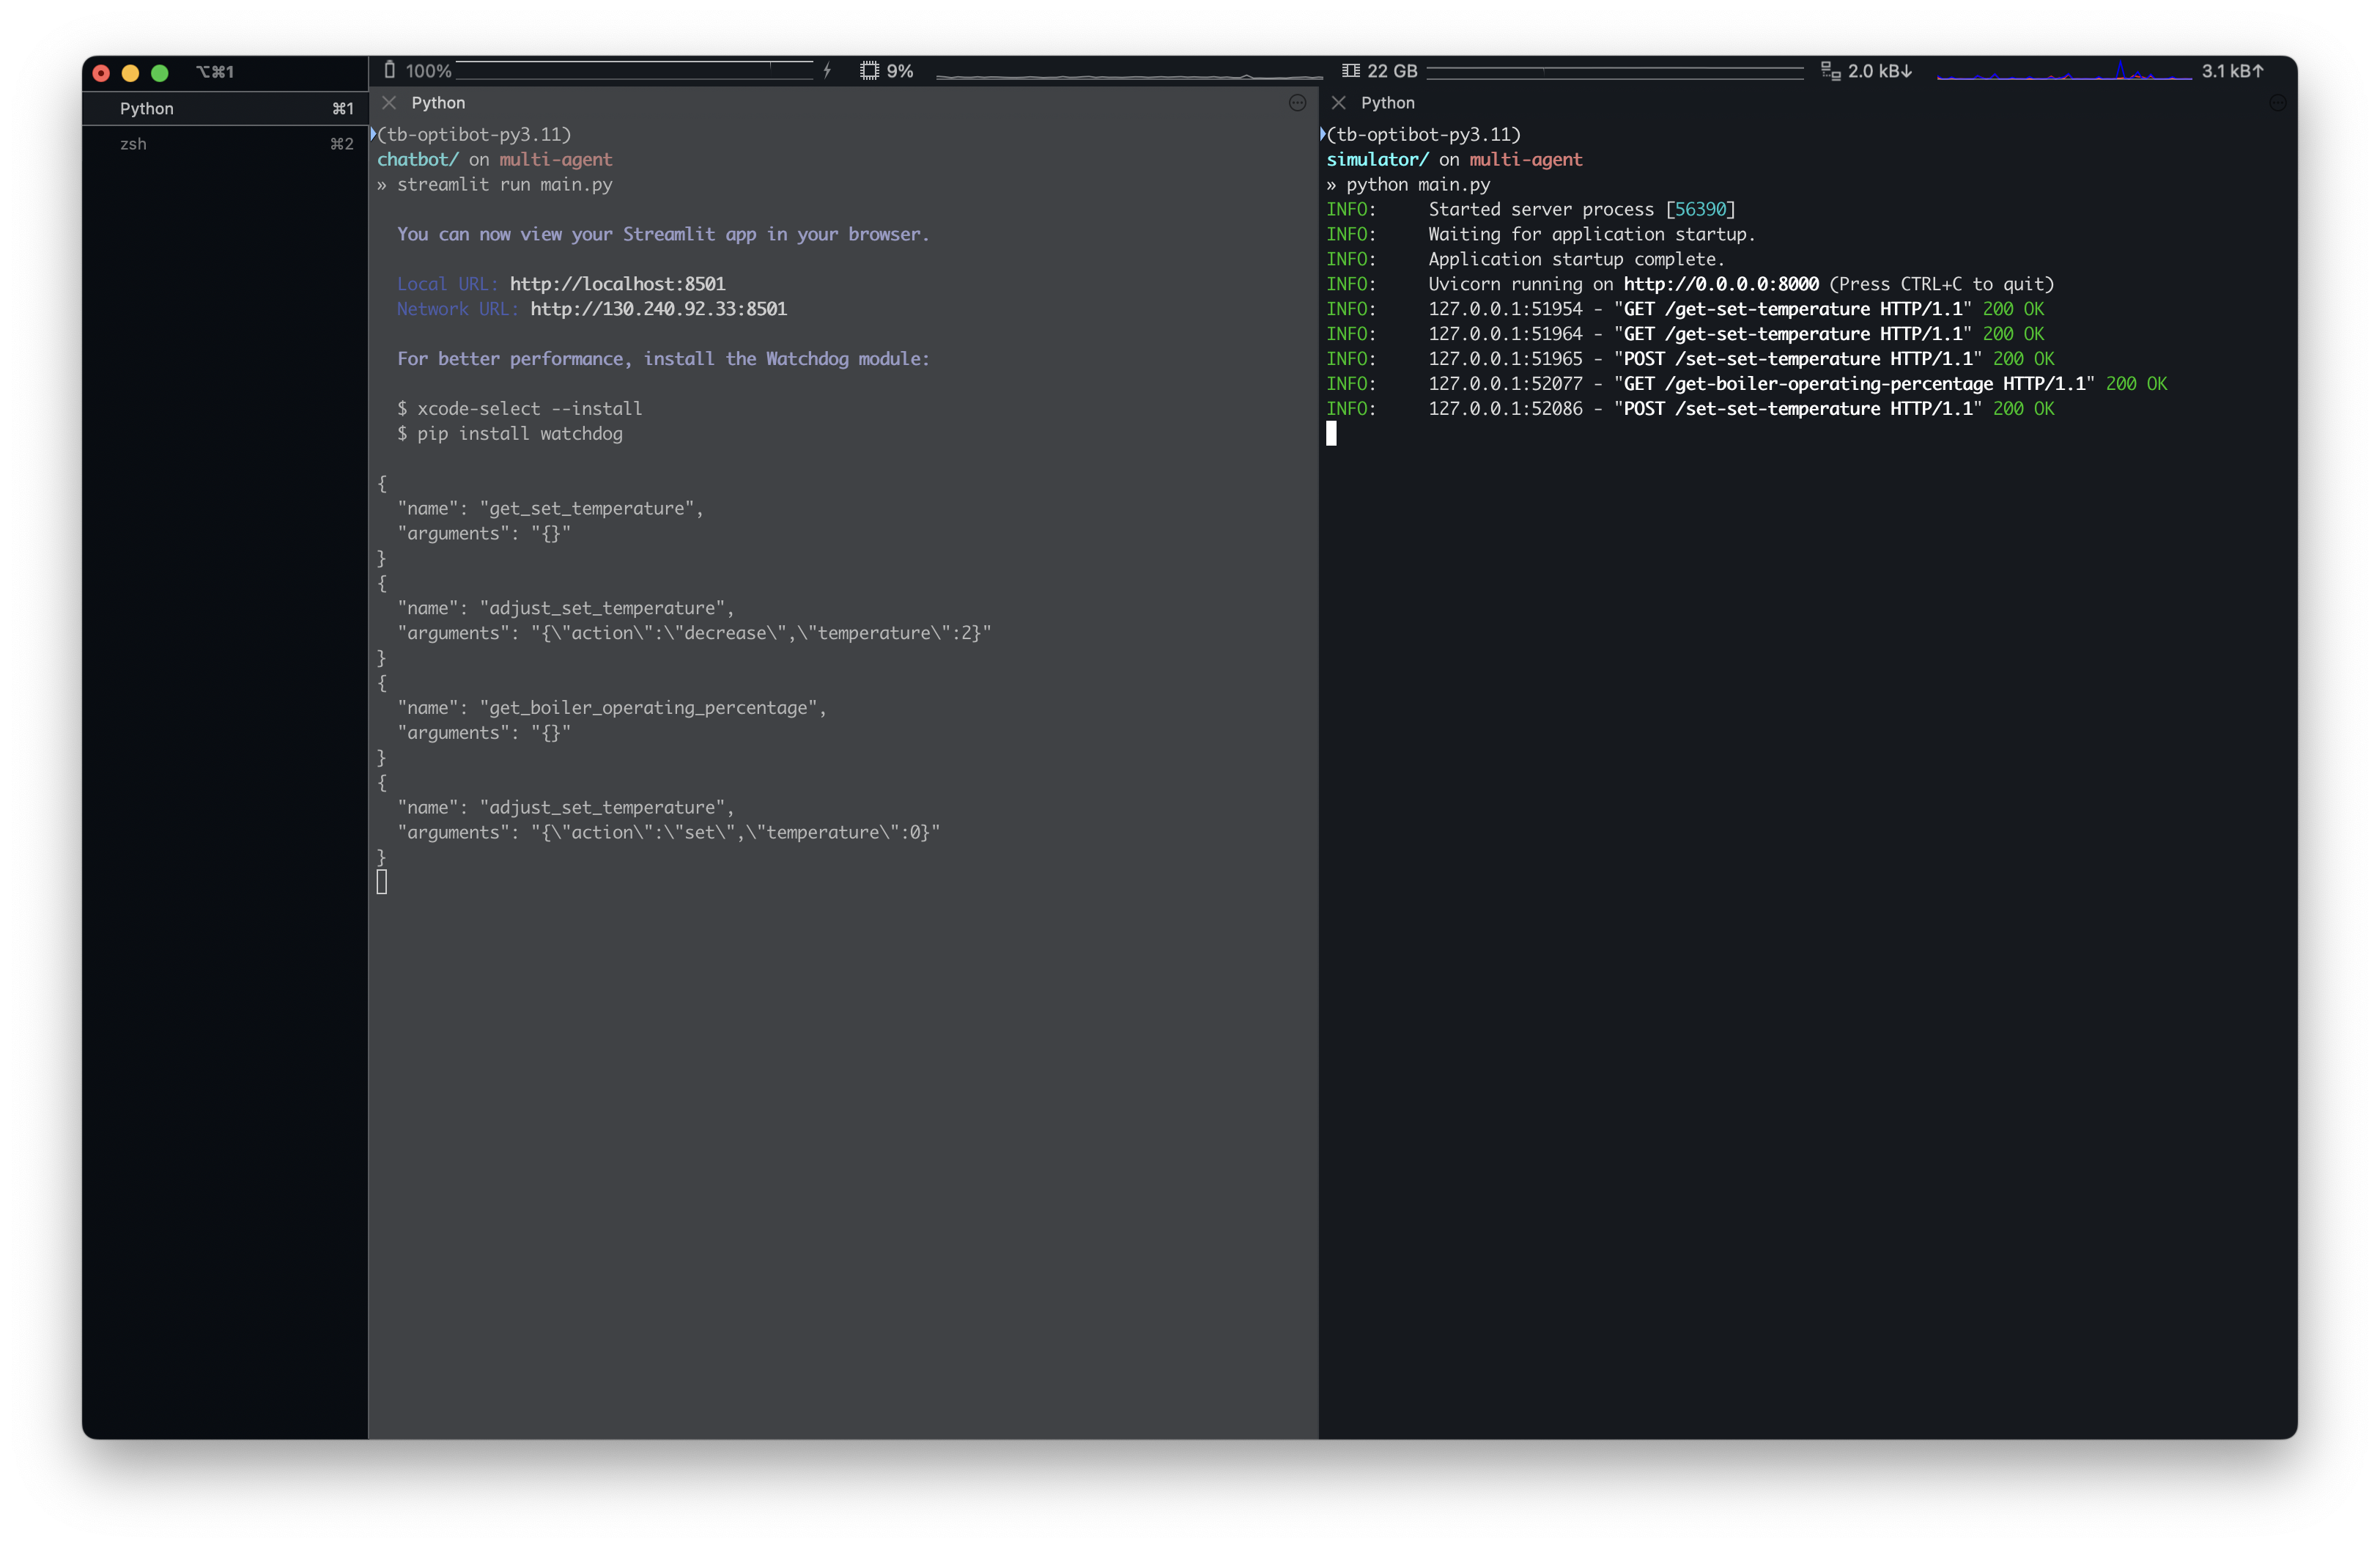 ⌥⌘1
100%
9%
22 GB
2.0 kB↓
3.1 kB↑
Python ⌘1
zsh ⌘2
Python
(tb-optibot-py3.11)
chatbot/ on multi-agent
» streamlit run main.py
You can now view your Streamlit app in your browser.
Local URL: http://localhost:8501
Network URL: http://130.240.92.33:8501
For better performance, install the Watchdog module:
$ xcode-select --install
$ pip install watchdog
{
"name": "get_set_temperature",
"arguments": "{}"
}
{
"name": "adjust_set_temperature",
"arguments": "{\"action\":\"decrease\",\"temperature\":2}"
}
{
"name": "get_boiler_operating_percentage",
"arguments": "{}"
}
{
"name": "adjust_set_temperature",
"arguments": "{\"action\":\"set\",\"temperature\":0}"
}
Python
(tb-optibot-py3.11)
simulator/ on multi-agent
» python main.py
INFO: Started server process [56390]
INFO: Waiting for application startup.
INFO: Application startup complete.
INFO: Uvicorn running on http://0.0.0.0:8000 (Press CTRL+C to quit)
INFO: 127.0.0.1:51954 - "GET /get-set-temperature HTTP/1.1" 200 OK
INFO: 127.0.0.1:51964 - "GET /get-set-temperature HTTP/1.1" 200 OK
INFO: 127.0.0.1:51965 - "POST /set-set-temperature HTTP/1.1" 200 OK
INFO: 127.0.0.1:52077 - "GET /get-boiler-operating-percentage HTTP/1.1" 200 OK
INFO: 127.0.0.1:52086 - "POST /set-set-temperature HTTP/1.1" 200 OK